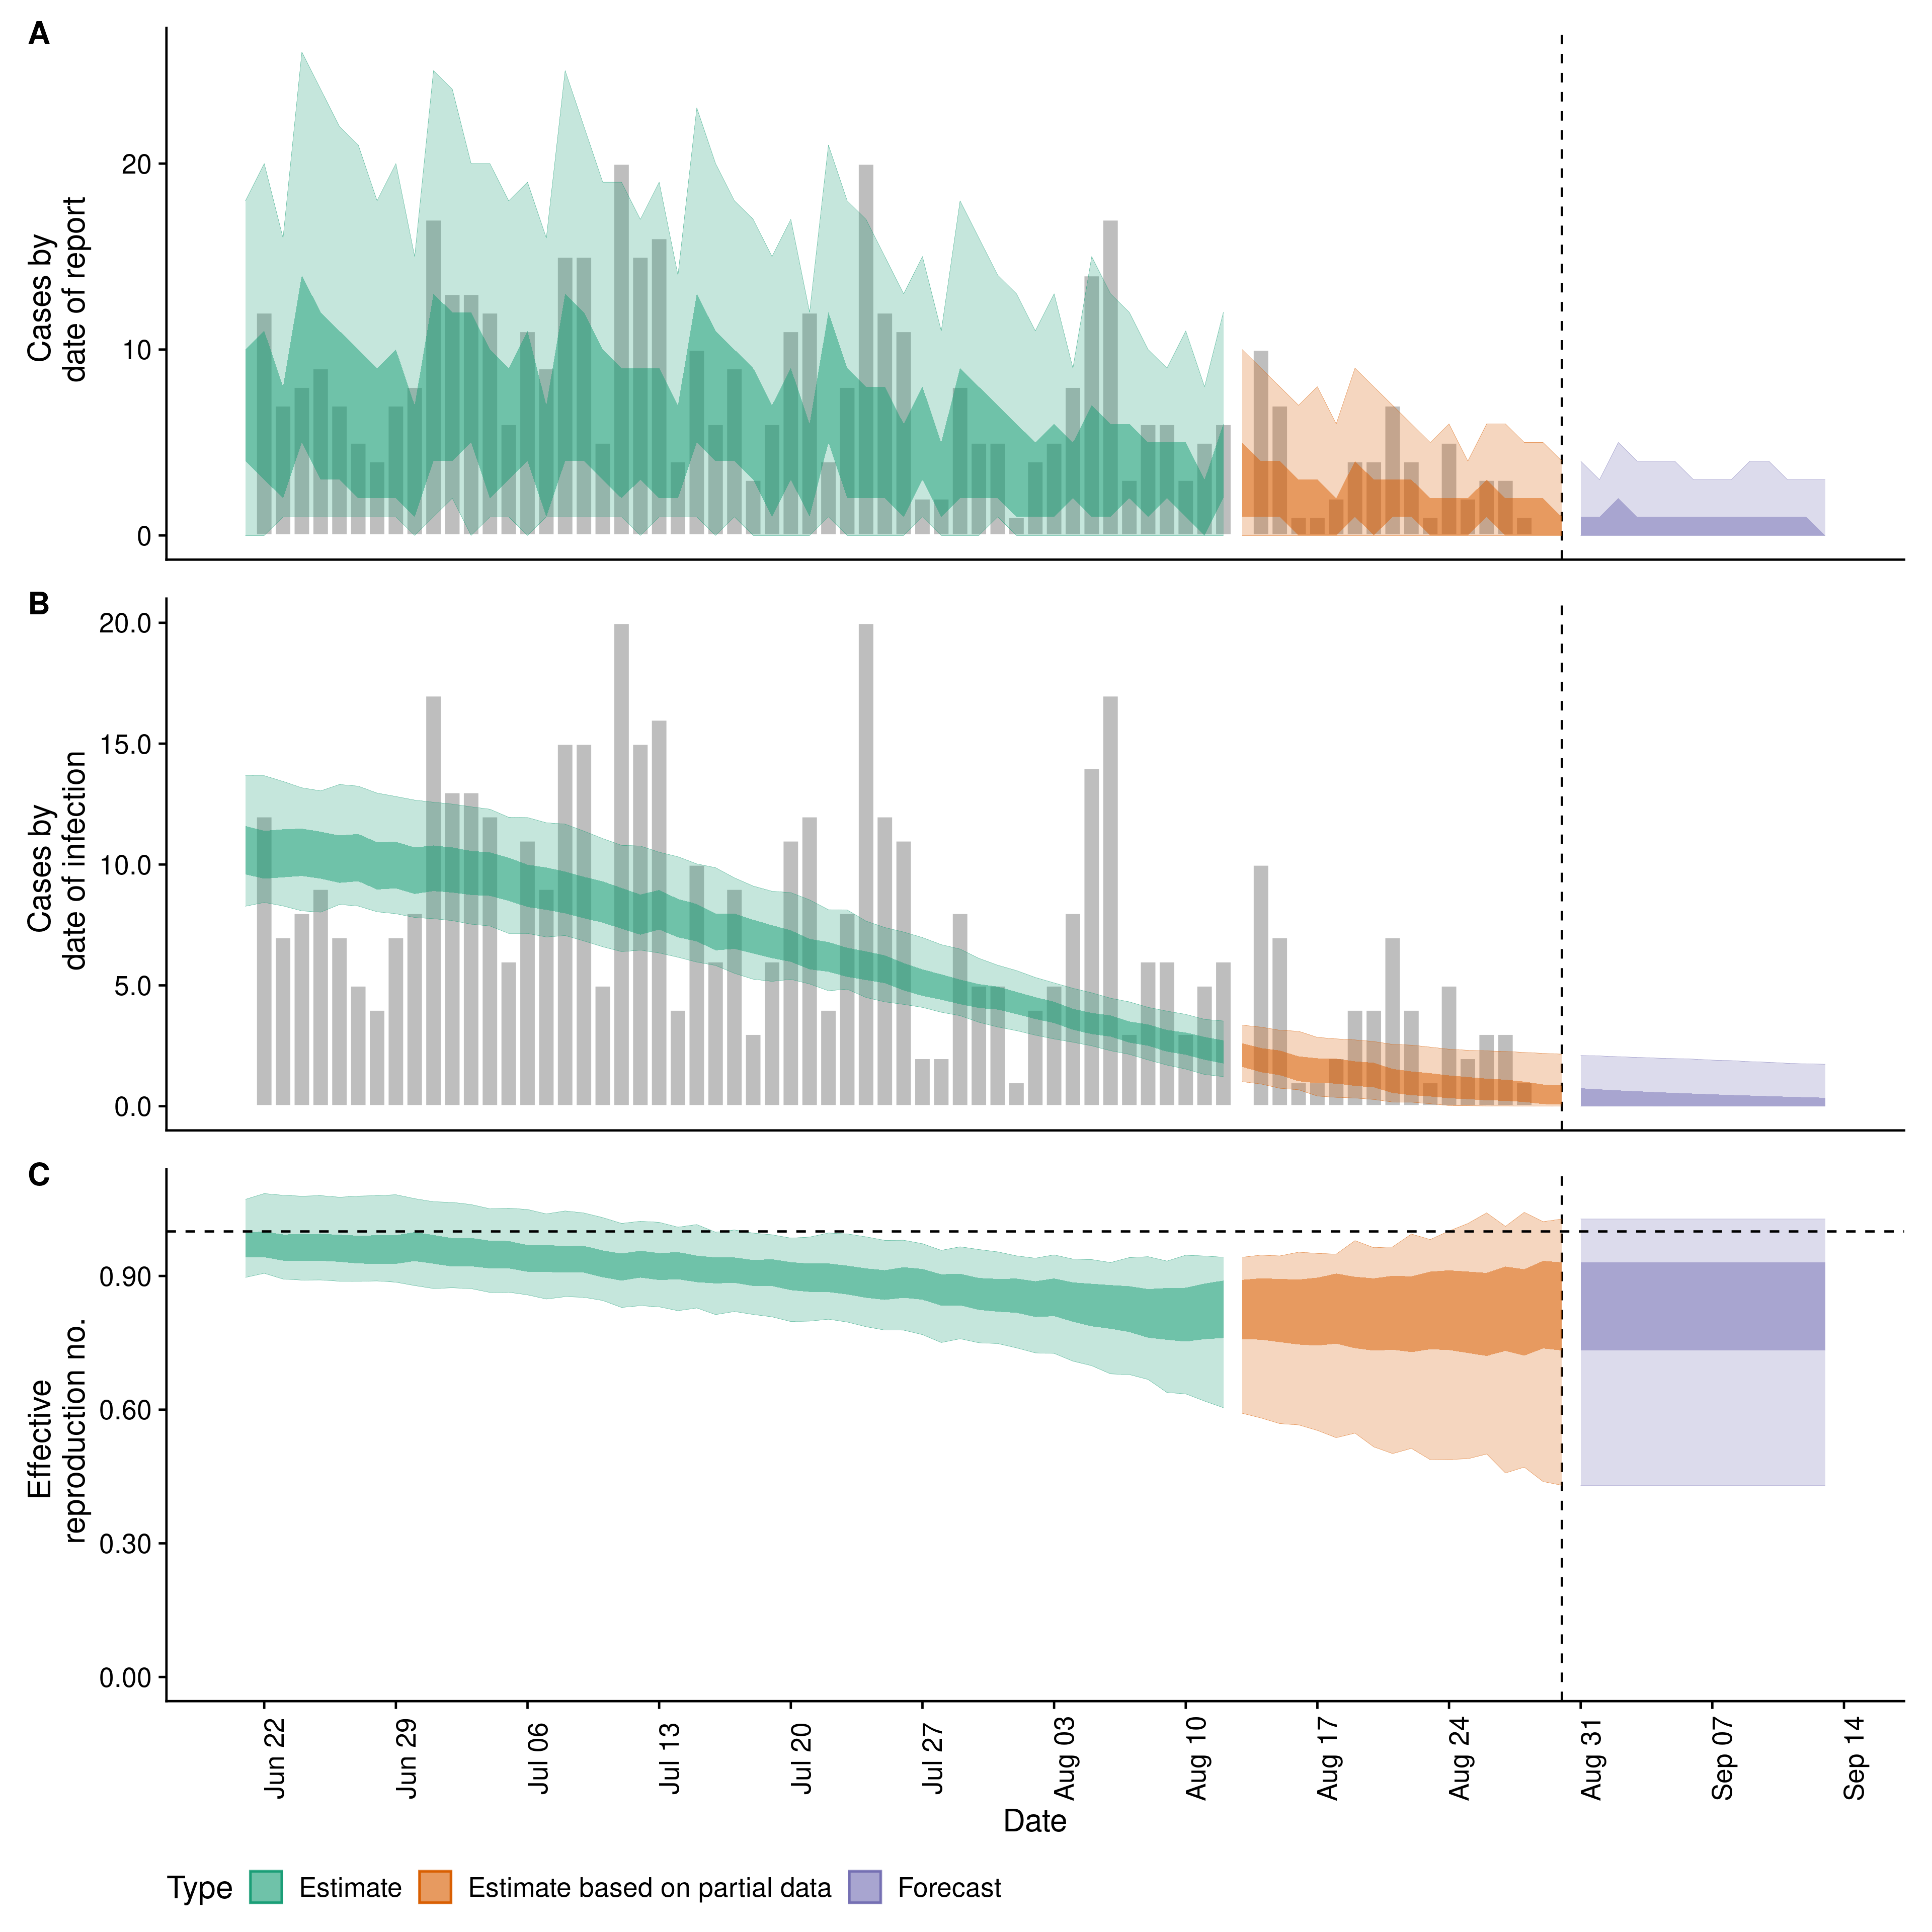 A
Cases by
date of report
20
10
0
B
Cases by
date of infection
20.0
15.0
10.0
5.0
0.0
C
Effective
reproduction no.
0.90
0.60
0.30
0.00
Jun 22
Jun 29
Jul 06
Jul 13
Jul 20
Jul 27
Aug 03
Aug 10
Aug 17
Aug 24
Aug 31
Sep 07
Sep 14
Date
Type Estimate Estimate based on partial data Forecast